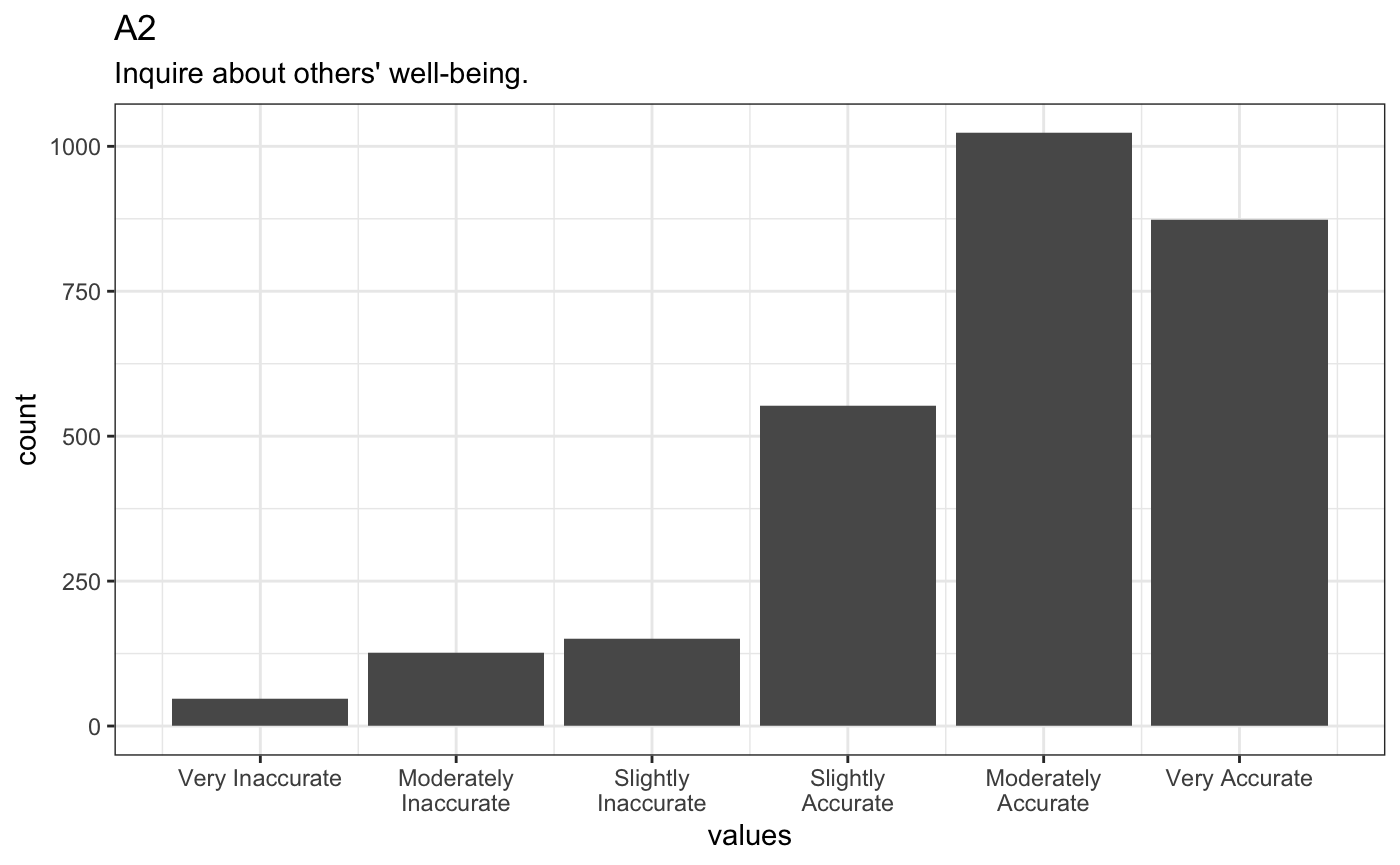 A2
Inquire about others' well-being.
1000
750
500
250
0
count
Very Inaccurate
Moderately
Inaccurate
Slightly
Inaccurate
Slightly
Accurate
Moderately
Accurate
Very Accurate
values